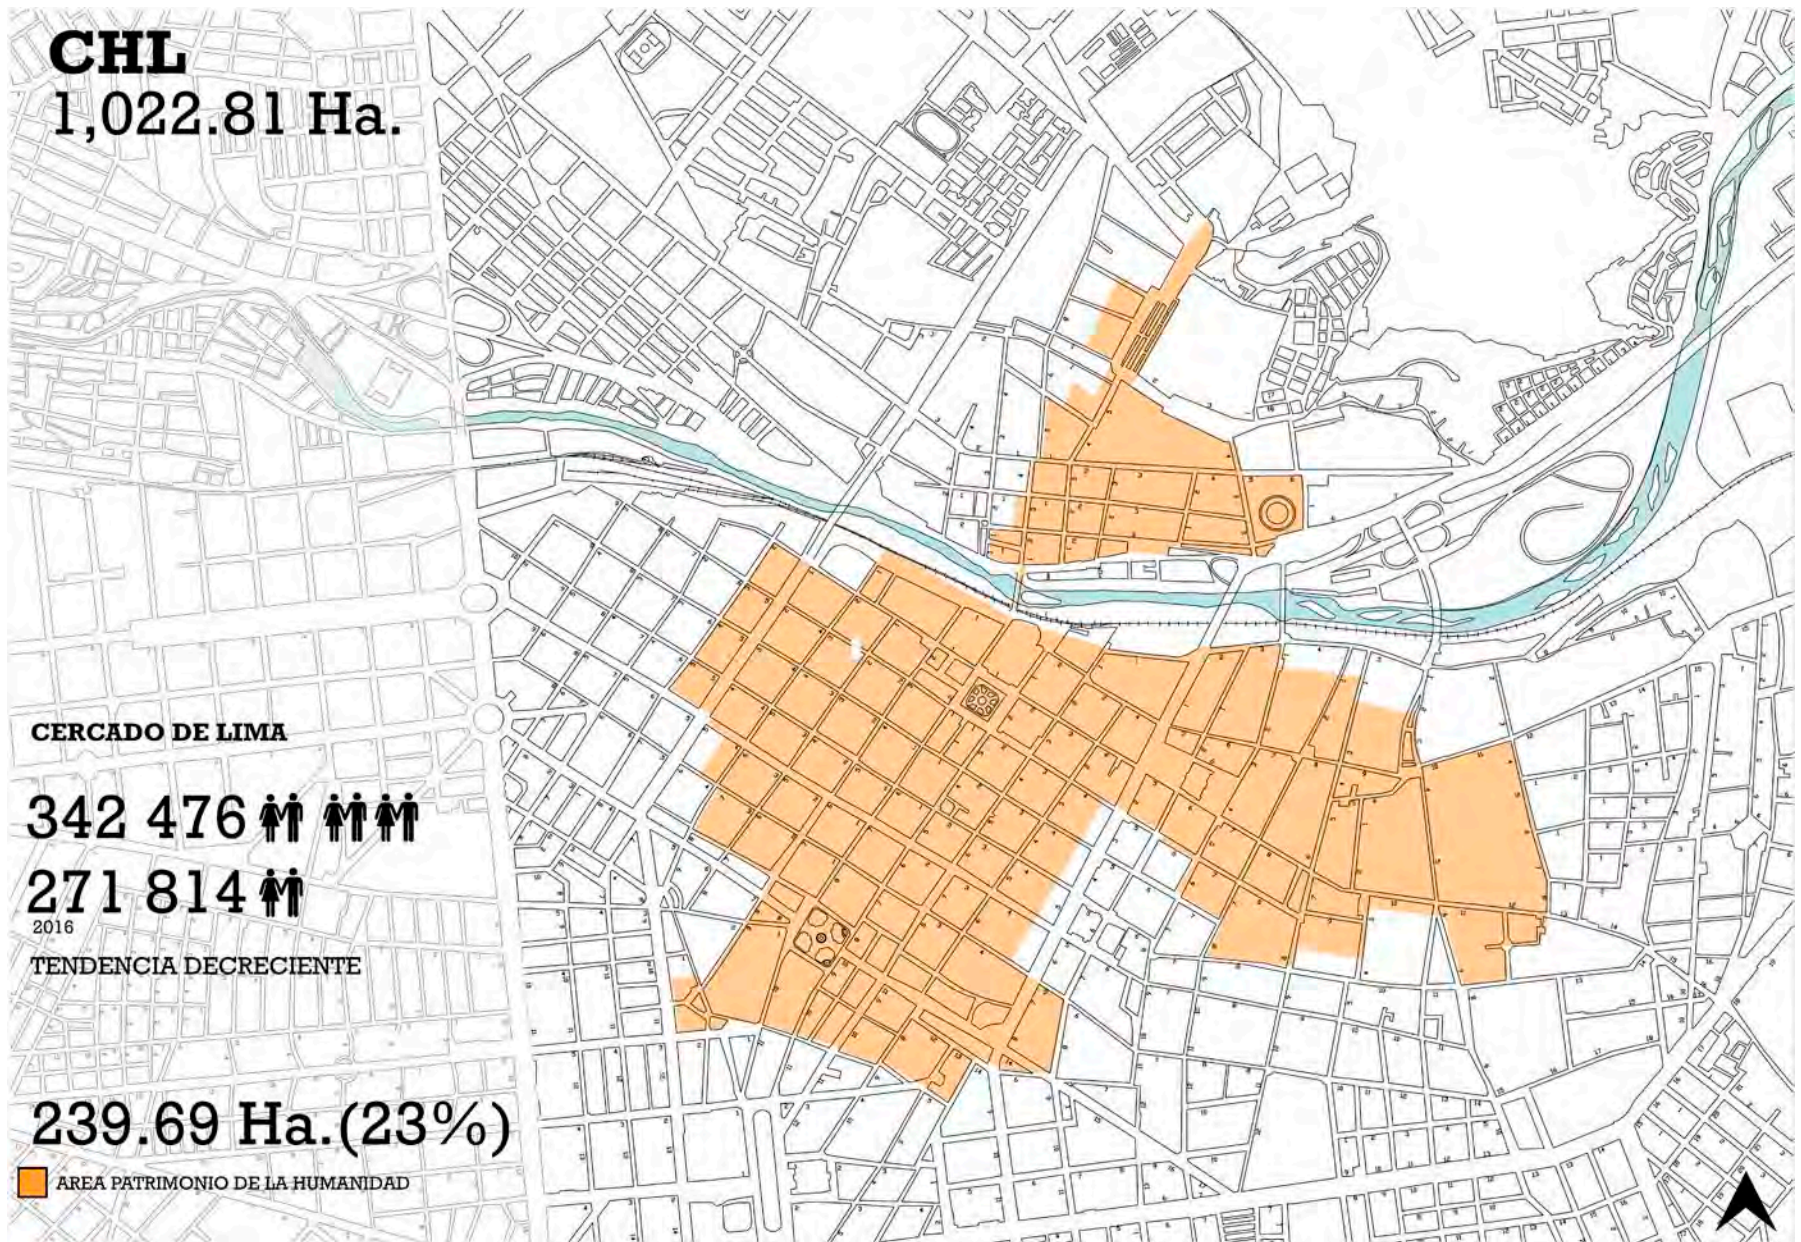 CHL
1,022.81 Ha.
CERCADO DE LIMA
342 476
271 814
2016
TENDENCIA DECRECIENTE
239.69 Ha.(23%)
AREA PATRIMONIO DE LA HUMANIDAD